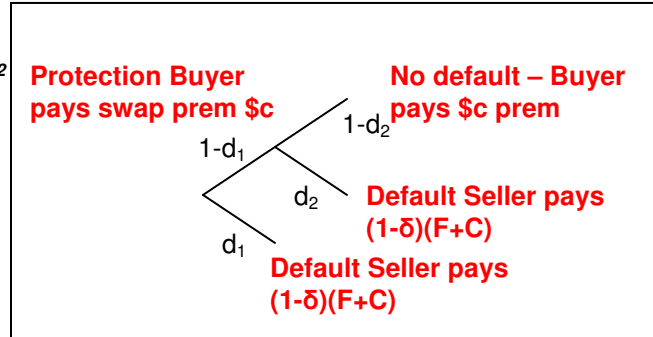 2
Protection Buyer
pays swap prem $c
No default – Buyer
pays $c prem
1-d₁
1-d₂
d₂
Default Seller pays
(1-δ)(F+C)
d₁
Default Seller pays
(1-δ)(F+C)